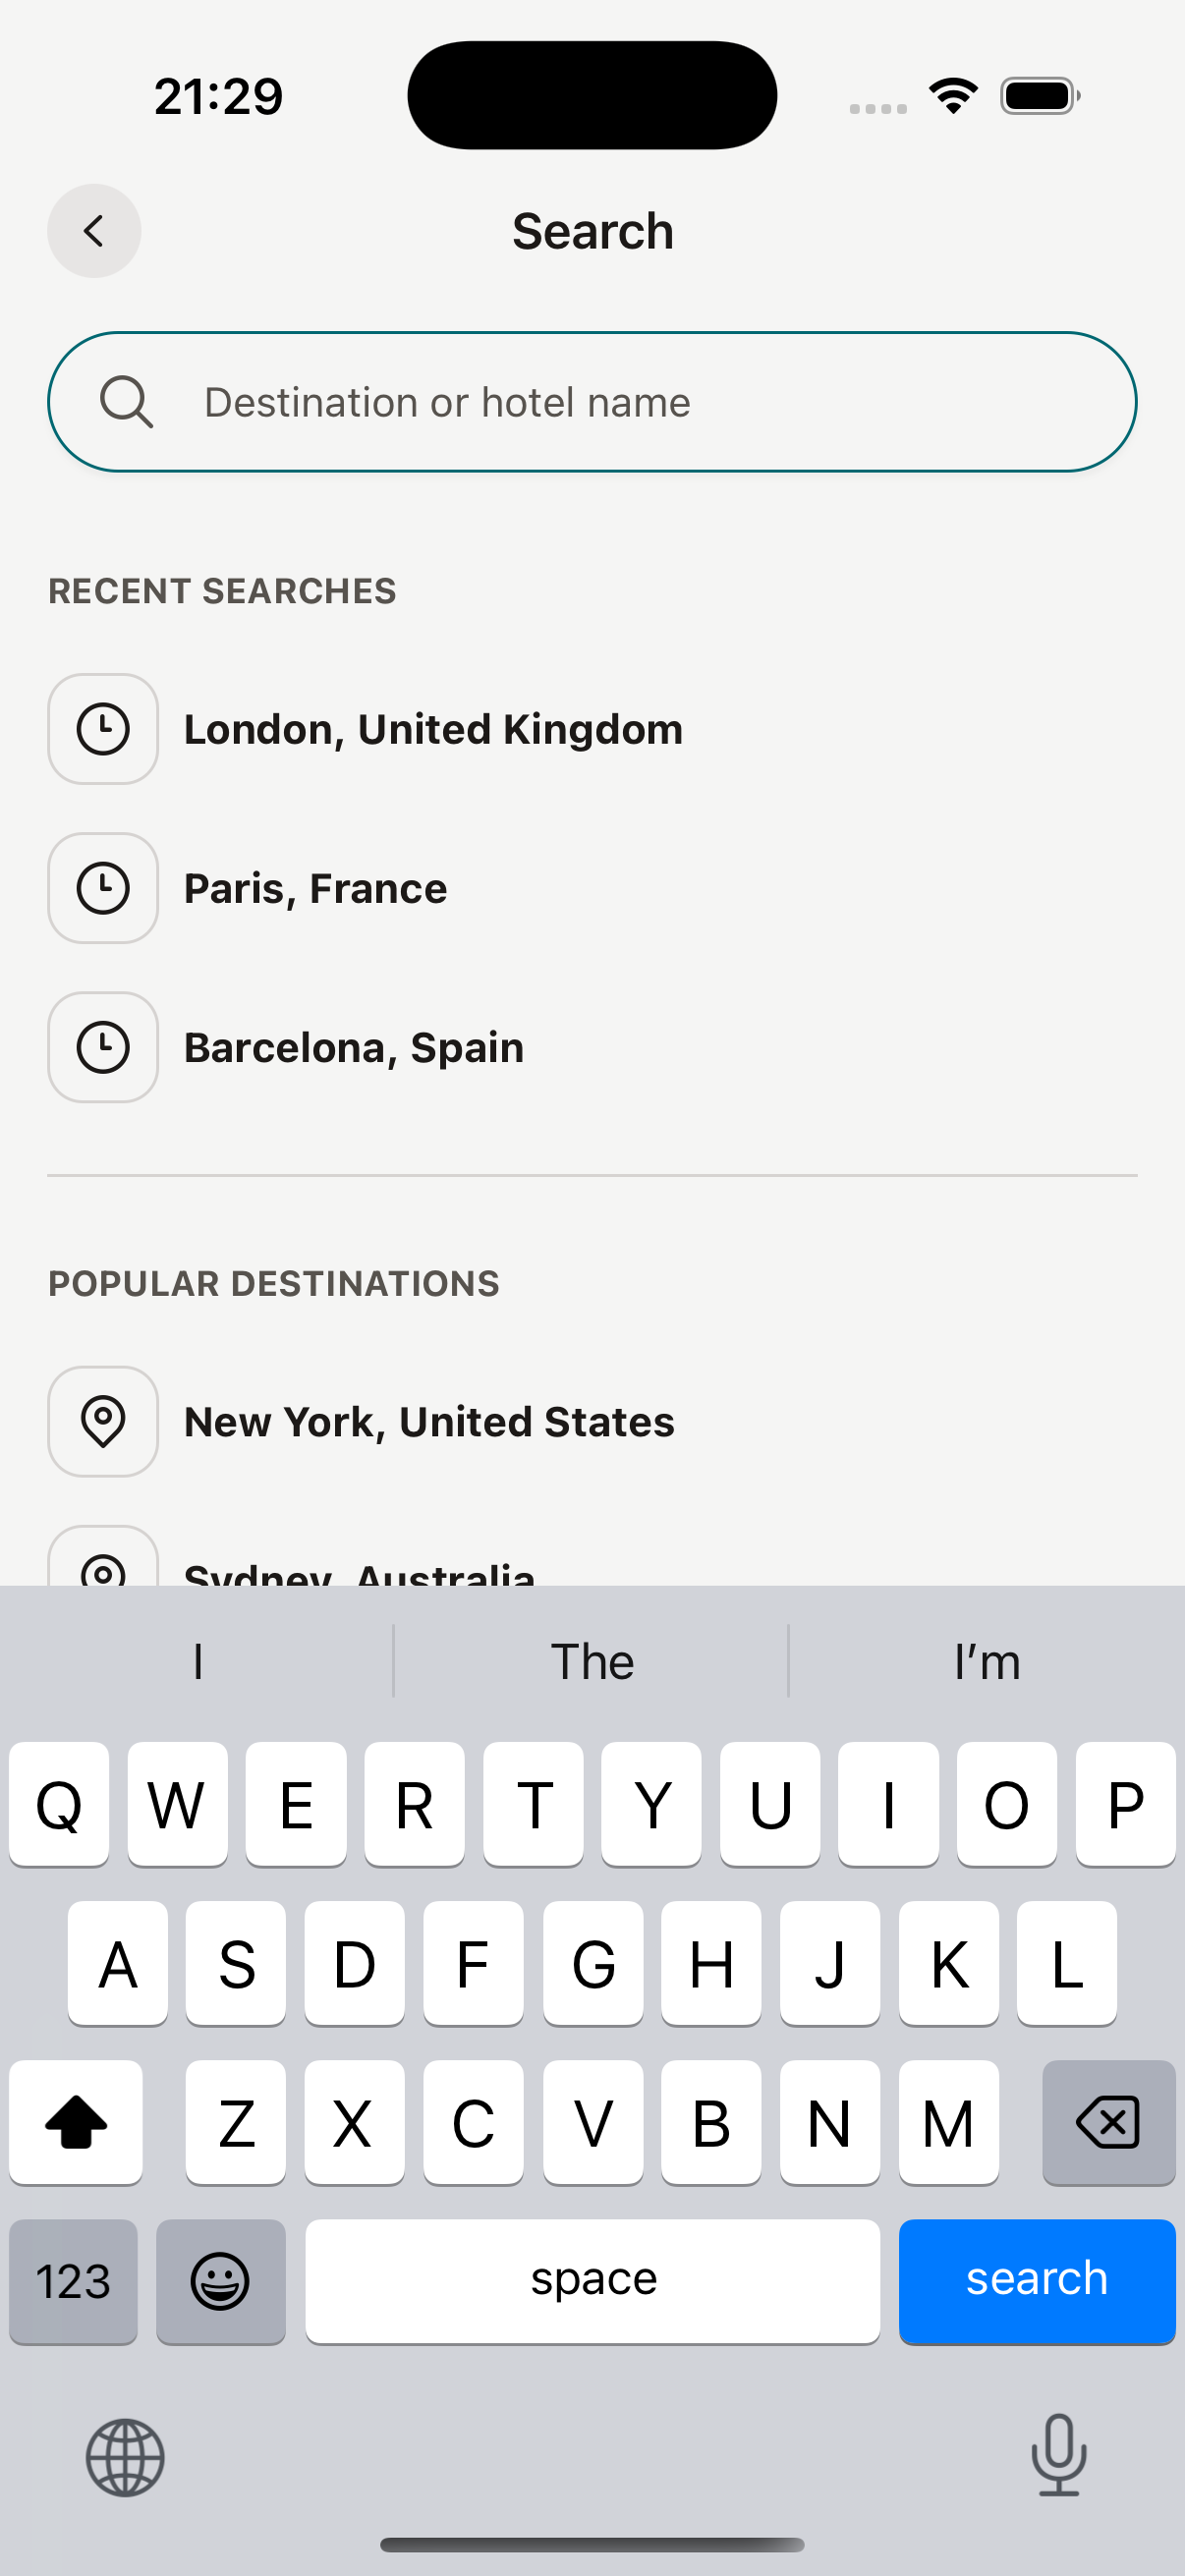 21:29
Search
Destination or hotel name
RECENT SEARCHES
London, United Kingdom
Paris, France
Barcelona, Spain
POPULAR DESTINATIONS
New York, United States
Sydney, Australia
I The I’m
Q W E R T Y U I O P
A S D F G H J K L
Z X C V B N M
123 space search